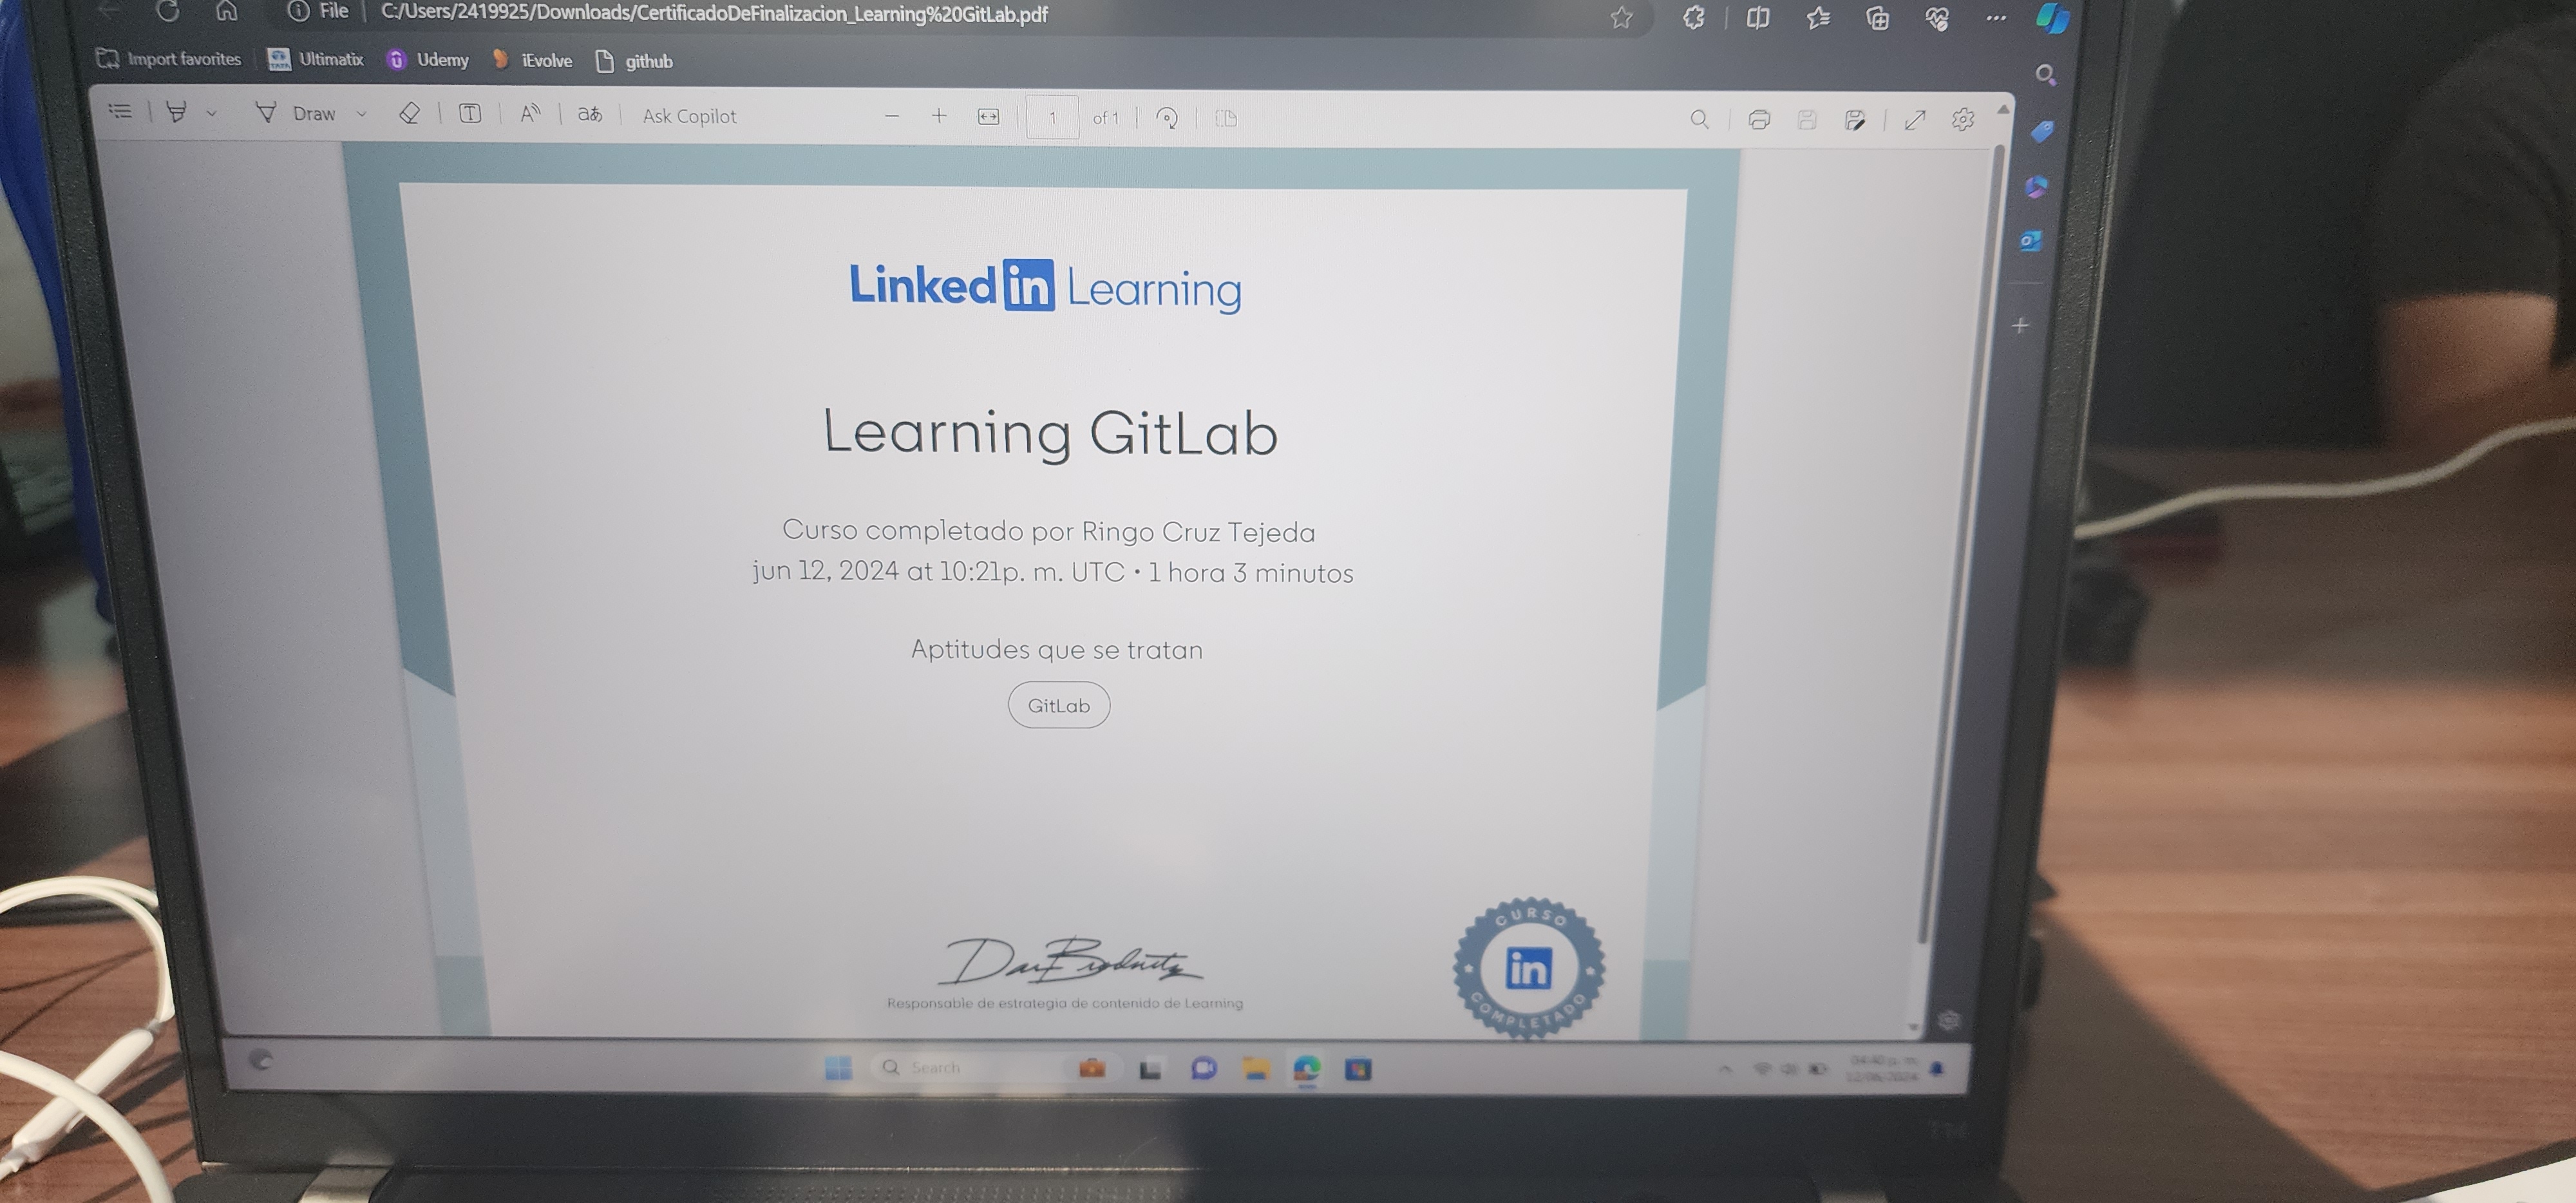 File | C:/Users/2419925/Downloads/CertificadoDeFinalizacion_Learning%20GitLab.pdf
Import favorites Ultimatix Udemy iEvolve github
Draw aあ Ask Copilot 1 of 1
Linked in Learning
Learning GitLab
Curso completado por Ringo Cruz Tejeda
jun 12, 2024 at 10:21p. m. UTC • 1 hora 3 minutos
Aptitudes que se tratan
GitLab
Responsable de estrategia de contenido de Learning
CURSO
in
COMPLETADO
Search